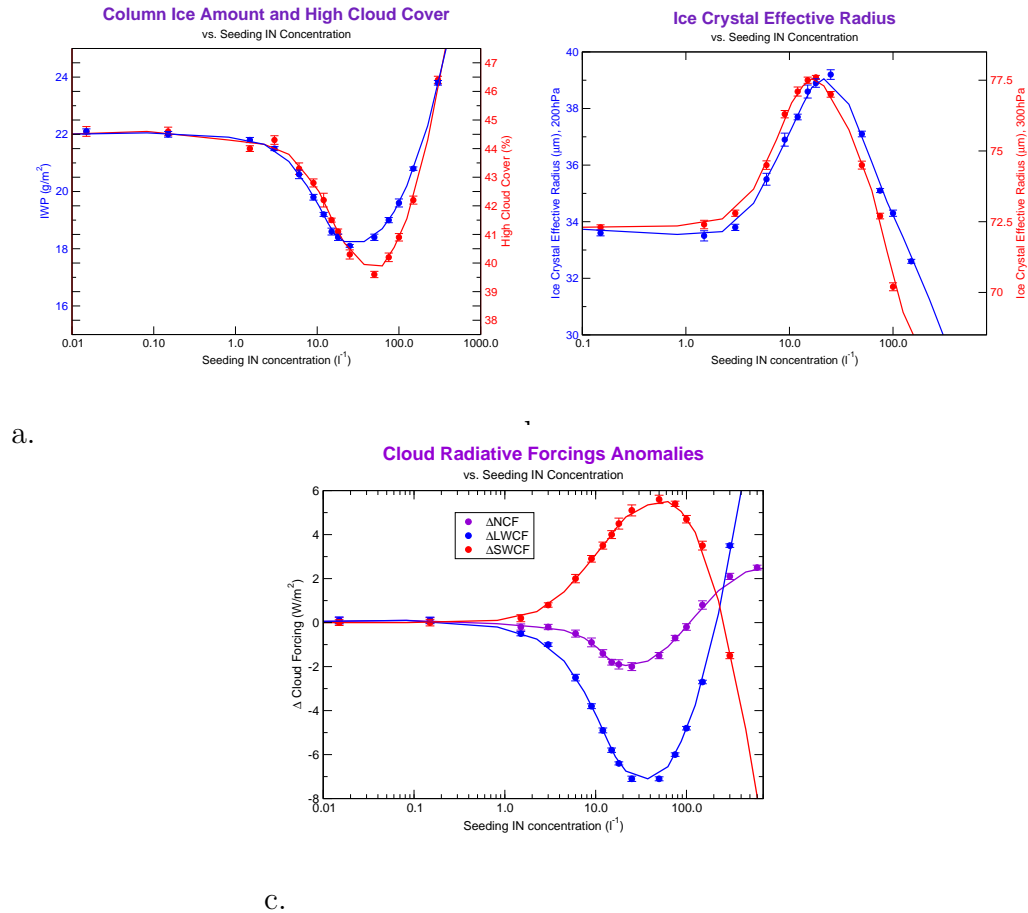 Column Ice Amount and High Cloud Cover
vs. Seeding IN Concentration
24
22
20
18
16
IWP (g/m²)
47
46
45
44
43
42
41
40
39
38
High Cloud Cover (%)
0.01 0.10 1.0 10.0 100.0 1000.0
Seeding IN concentration (l⁻¹)
a.
Ice Crystal Effective Radius
vs. Seeding IN Concentration
40
38
36
34
32
30
Ice Crystal Effective Radius (μm), 200hPa
77.5
75
72.5
70
Ice Crystal Effective Radius (μm), 300hPa
0.1 1.0 10.0 100.0
Seeding IN concentration (l⁻¹)
Cloud Radiative Forcings Anomalies
vs. Seeding IN Concentration
6
4
2
0
-2
-4
-6
-8
Δ Cloud Forcing (W/m²)
ΔNCF
ΔLWCF
ΔSWCF
0.01 0.1 1.0 10.0 100.0
Seeding IN concentration (l⁻¹)
c.